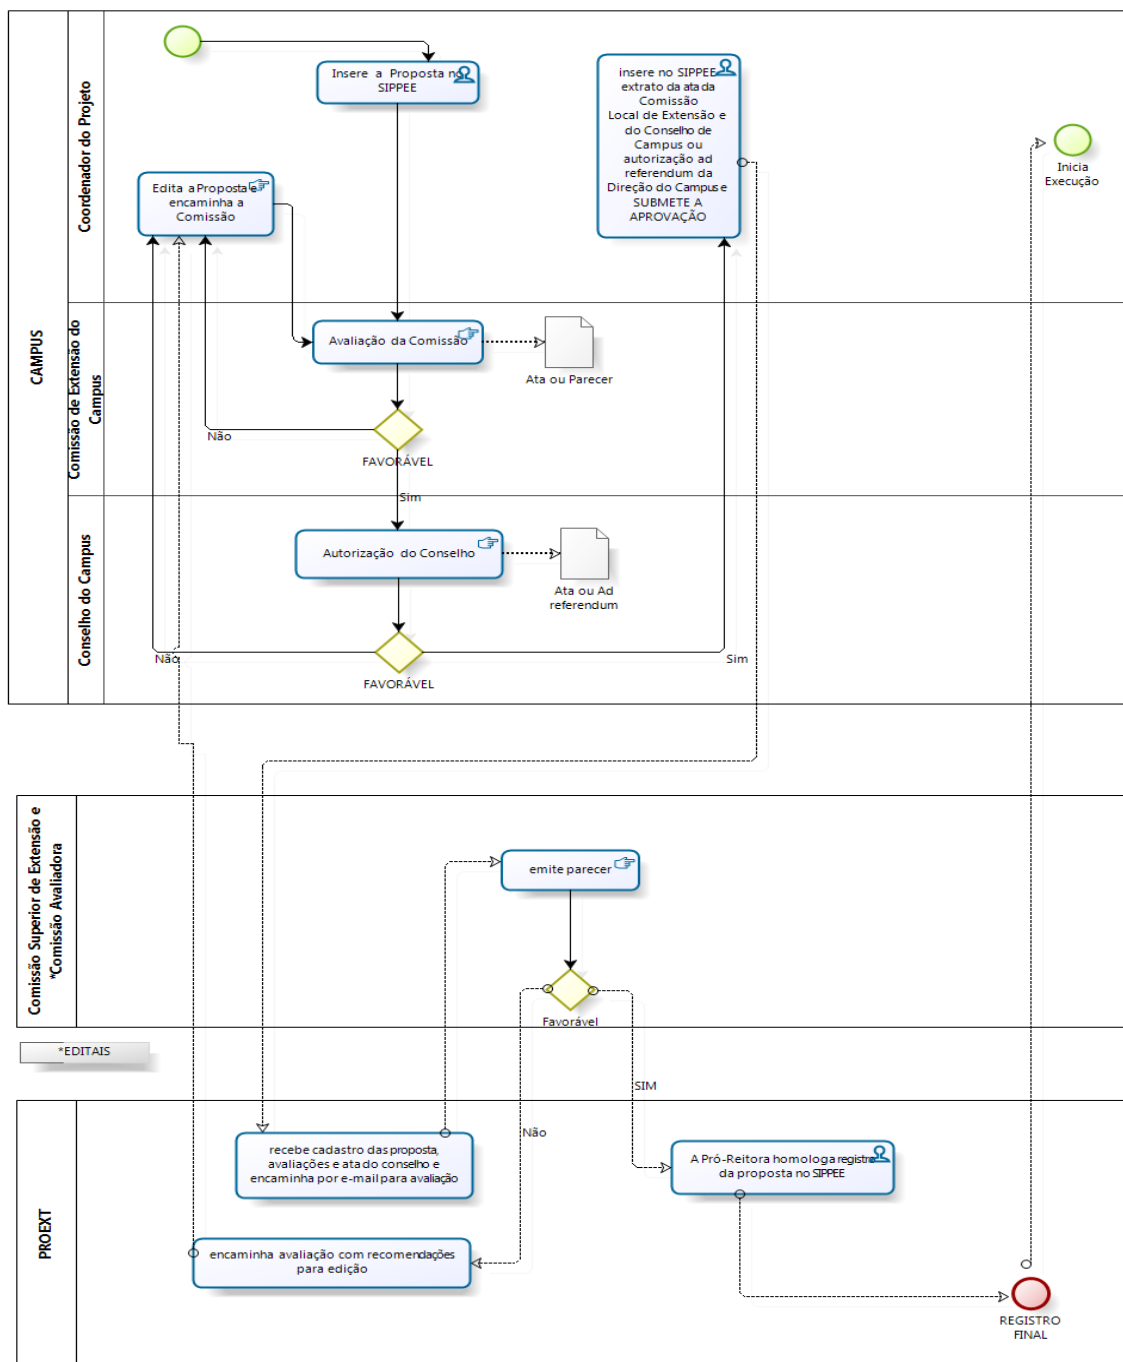 CAMPUS
Coordenador do Projeto
Insere a Proposta no
SIPPEE
insere no SIPPEE
extrato da ata da
Comissão
Local de Extensão e
do Conselho de
Campus ou
autorização ad
referendum da
Direção do Campus e
SUBMETE A
APROVAÇÃO
Inicia
Execução
Edita a Proposta e
encaminha a
Comissão
Comissão de Extensão do
Campus
Avaliação da Comissão
Ata ou Parecer
Não
FAVORÁVEL
Sim
Conselho do Campus
Autorização do Conselho
Ata ou Ad
referendum
Não
Sim
FAVORÁVEL
Comissão Superior de Extensão e
*Comissão Avaliadora
emite parecer
Favorável
*EDITAIS
SIM
Não
PROEXT
recebe cadastro das proposta,
avaliações e ata do conselho e
encaminha por e-mail para avaliação
A Pró-Reitora homologa registro
da proposta no SIPPEE
encaminha avaliação com recomendações
para edição
REGISTRO
FINAL